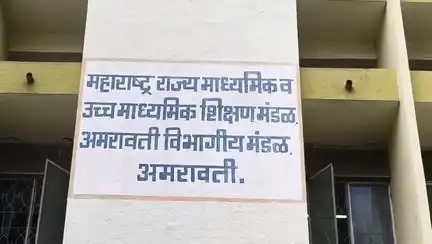 महाराष्ट्र राज्य माध्यमिक व
उच्च माध्यमिक शिक्षण मंडळ.
अमरावती विभागीय मंडळ.
अमरावती.